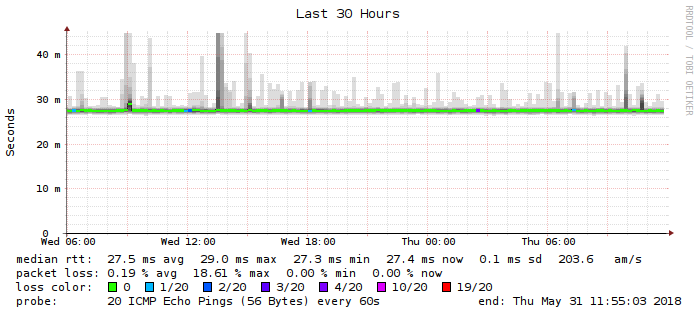 Last 30 Hours
RRDTOOL / TOBI OETIKER
Seconds
40 m
30 m
20 m
10 m
0
Wed 06:00 Wed 12:00 Wed 18:00 Thu 00:00 Thu 06:00
median rtt: 27.5 ms avg 29.0 ms max 27.3 ms min 27.4 ms now 0.1 ms sd 203.6 am/s
packet loss: 0.19 % avg 18.61 % max 0.00 % min 0.00 % now
loss color: 0 1/20 2/20 3/20 4/20 10/20 19/20
probe: 20 ICMP Echo Pings (56 Bytes) every 60s end: Thu May 31 11:55:03 2018